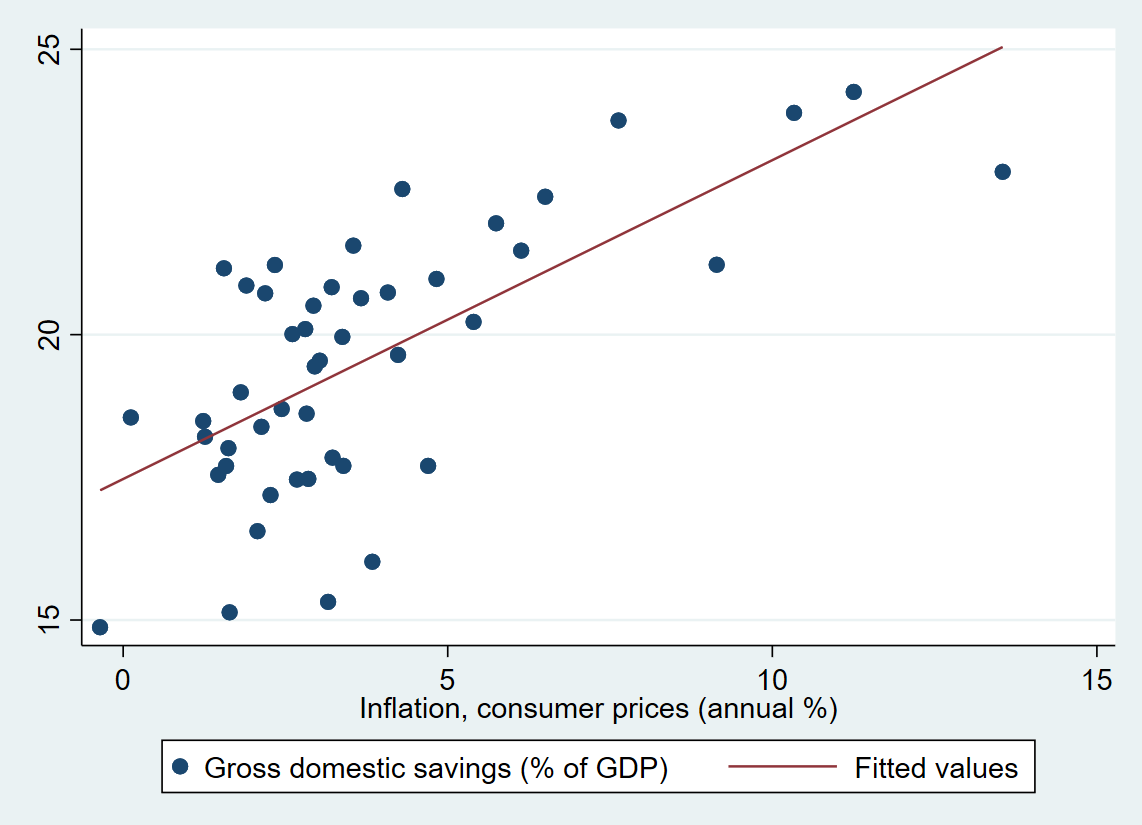 25
20
15
0 5 10 15
Inflation, consumer prices (annual %)
Gross domestic savings (% of GDP) Fitted values